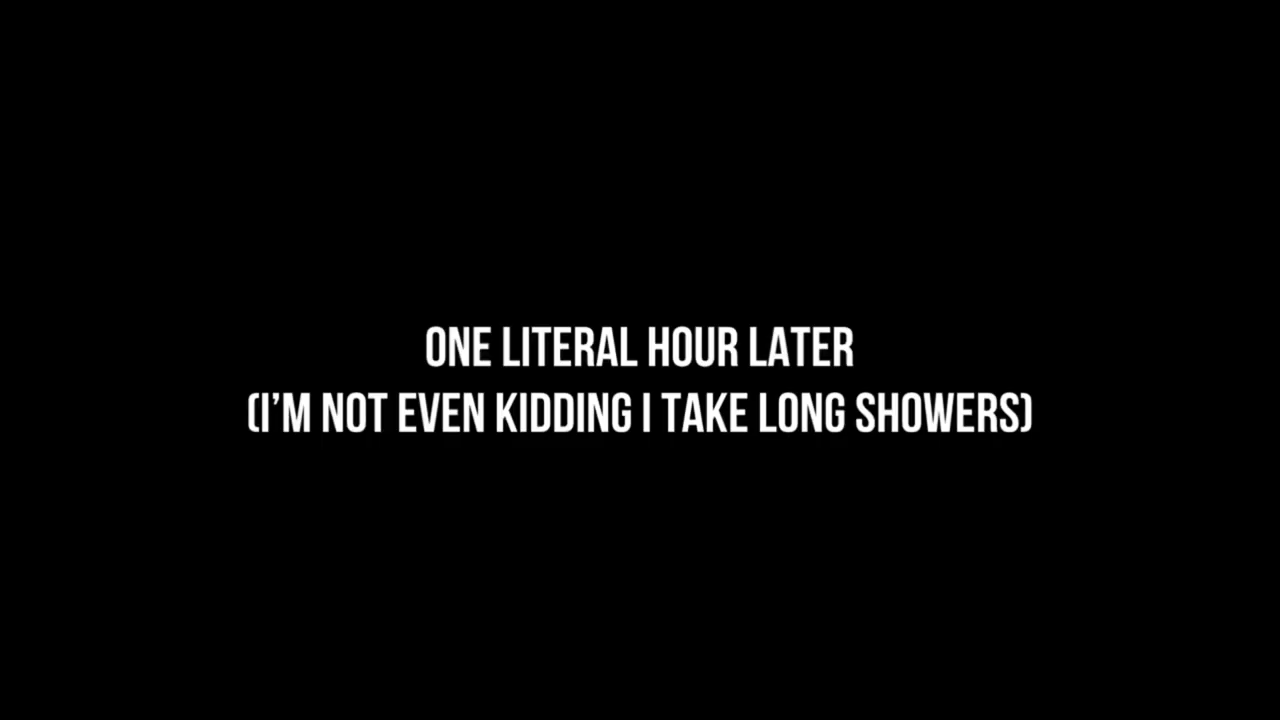 ONE LITERAL HOUR LATER
(I’M NOT EVEN KIDDING I TAKE LONG SHOWERS)